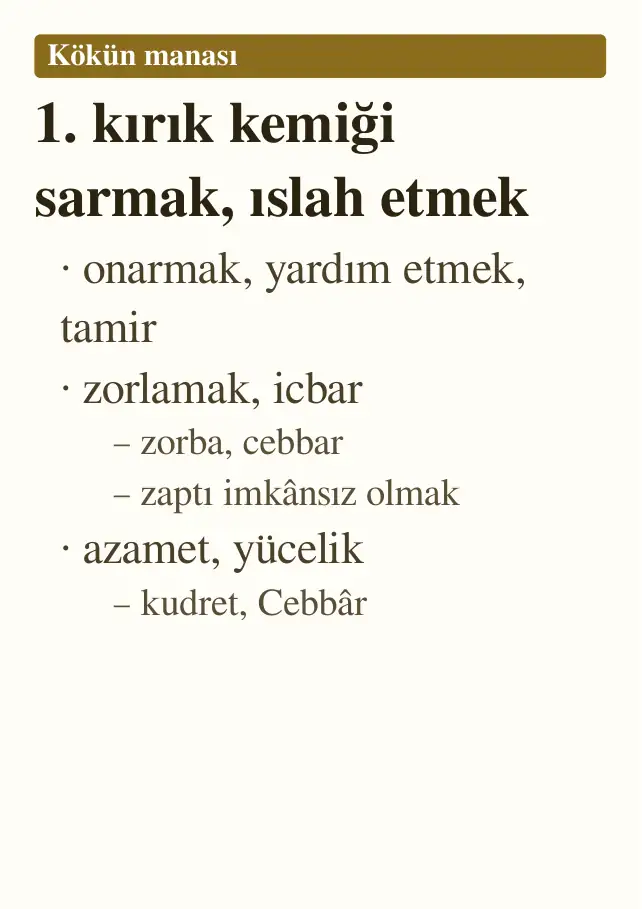 Kökün manası
1. kırık kemiği
sarmak, ıslah etmek
· onarmak, yardım etmek,
tamir
· zorlamak, icbar
– zorba, cebbar
– zaptı imkânsız olmak
· azamet, yücelik
– kudret, Cebbâr